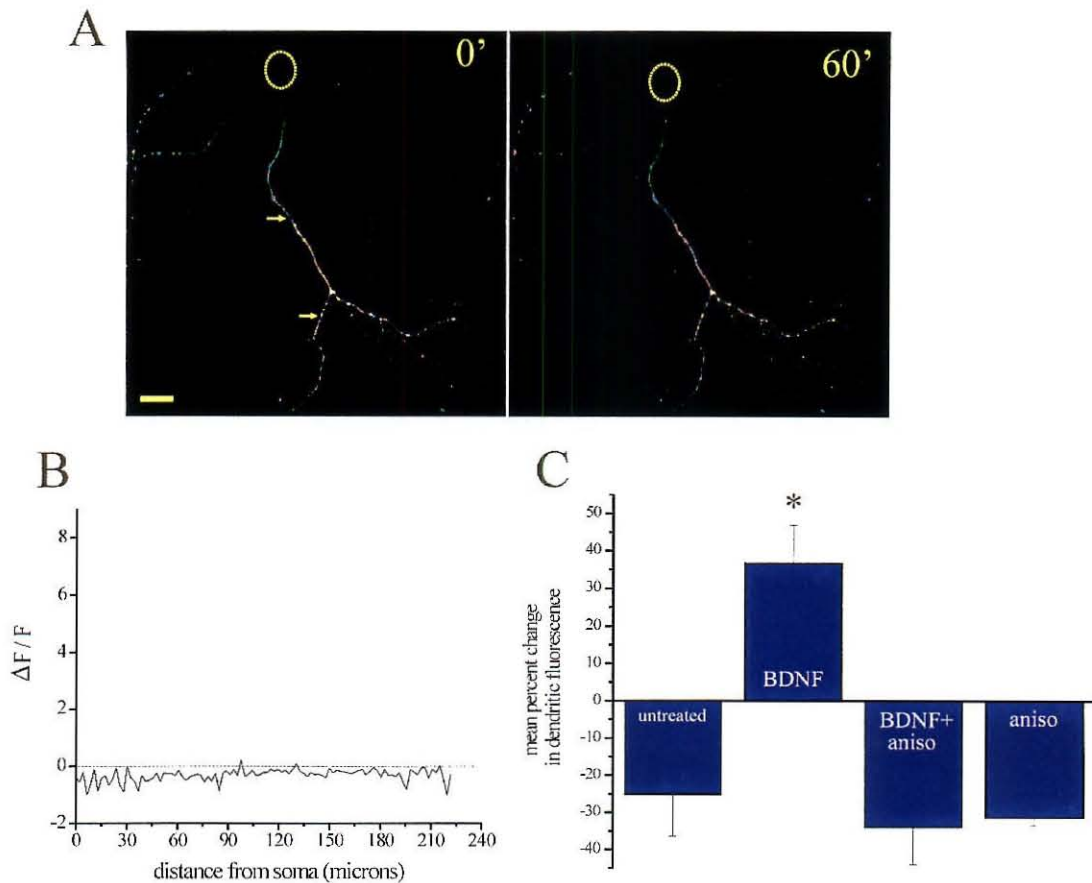 A
0'
60'
B
ΔF / F
8
6
4
2
0
-2
0 30 60 90 120 150 180 210 240
distance from soma (microns)
C
mean percent change
in dendritic fluorescence
50
40
30
20
10
0
-10
-20
-30
-40
*
untreated
BDNF
BDNF+
aniso
aniso